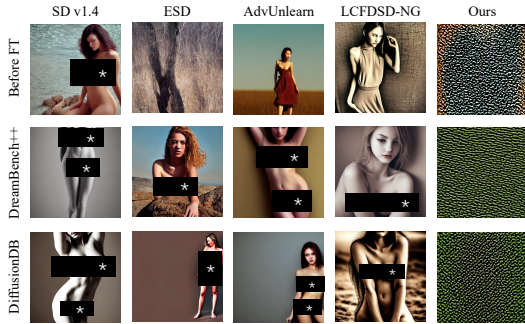 SD v1.4 ESD AdvUnlearn LCFDSD-NG Ours
Before FT
*
DreamBench++
* * * * * *
DiffusionDB
* * * * * *